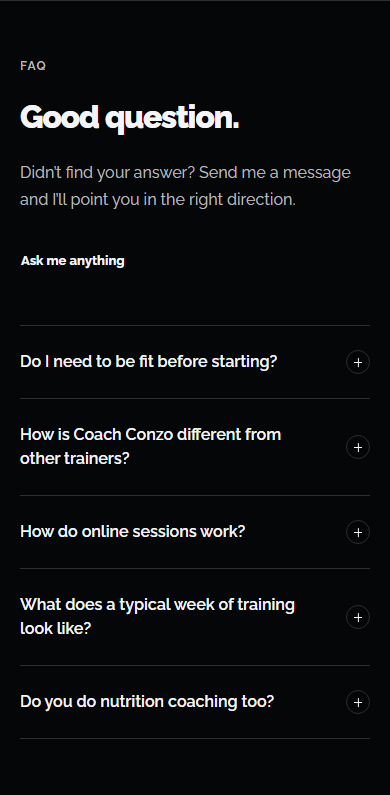 FAQ
Good question.
Didn't find your answer? Send me a message
and I'll point you in the right direction.
Ask me anything
Do I need to be fit before starting?
How is Coach Conzo different from
other trainers?
How do online sessions work?
What does a typical week of training
look like?
Do you do nutrition coaching too?